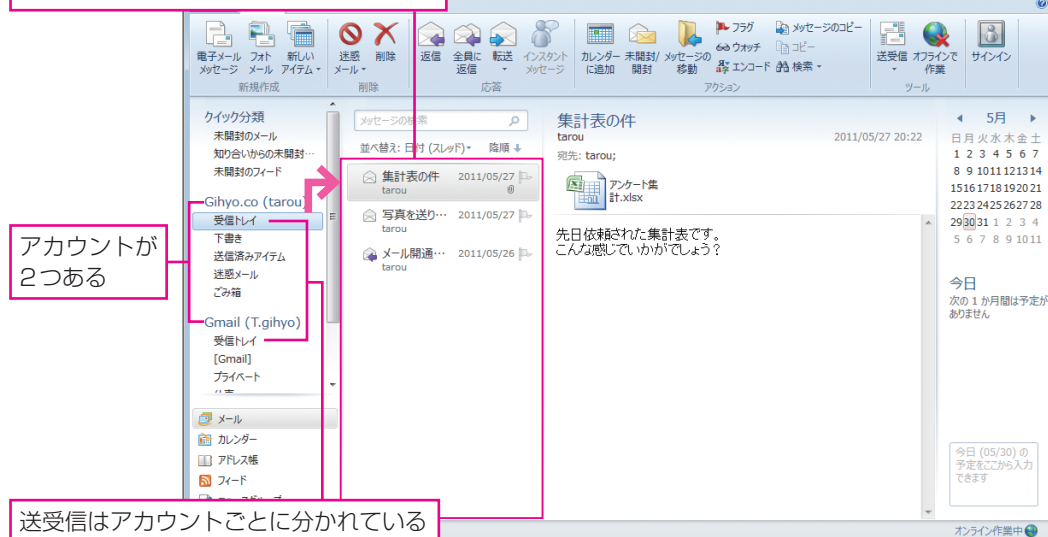 電子メール
メッセージ
フォト
メール
新しい
アイテム
新規作成
迷惑
メール
削除
削除
返信
全員に
返信
転送
インスタント
メッセージ
応答
カレンダー
に追加
未開封/
開封
メッセージの
移動
フラグ
ウォッチ
エンコード
メッセージのコピー
コピー
検索
アクション
送受信
オフラインで
作業
ツール
サインイン
クイック分類
未開封のメール
知り合いからの未開封…
未開封のフィード
Gihyo.co (tarou)
受信トレイ
下書き
送信済みアイテム
迷惑メール
ごみ箱
Gmail (T.gihyo)
受信トレイ
[Gmail]
プライベート
メール
カレンダー
アドレス帳
フィード
アカウントが
２つある
送受信はアカウントごとに分かれている
メッセージの検索
並べ替え: 日付 (スレッド) 降順
集計表の件 2011/05/27
tarou
写真を送り… 2011/05/27
tarou
メール開通… 2011/05/26
tarou
集計表の件
tarou 2011/05/27 20:22
宛先: tarou;
アンケート集
計.xlsx
先日依頼された集計表です。
こんな感じでいかがでしょう？
5月
日 月 火 水 木 金 土
1 2 3 4 5 6 7
8 9 10 11 12 13 14
15 16 17 18 19 20 21
22 23 24 25 26 27 28
29 30 31 1 2 3 4
5 6 7 8 9 10 11
今日
次の 1 か月間は予定が
ありません
今日 (05/30) の
予定をここから入力
できます
オンライン作業中